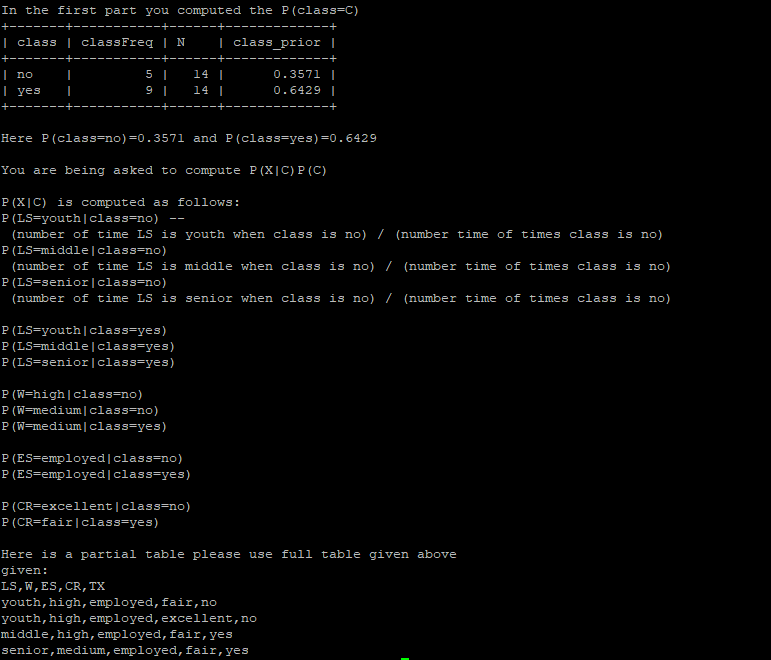 In the first part you computed the P(class=C)
+-------+-----------+------+-------------+
| class | classFreq | N    | class_prior |
+-------+-----------+------+-------------+
| no    |         5 |   14 |      0.3571 |
| yes   |         9 |   14 |      0.6429 |
+-------+-----------+------+-------------+
Here P(class=no)=0.3571 and P(class=yes)=0.6429
You are being asked to compute P(X|C)P(C)
P(X|C) is computed as follows:
P(LS=youth|class=no) --
 (number of time LS is youth when class is no) / (number time of times class is no)
P(LS=middle|class=no)
 (number of time LS is middle when class is no) / (number time of times class is no)
P(LS=senior|class=no)
 (number of time LS is senior when class is no) / (number time of times class is no)
P(LS=youth|class=yes)
P(LS=middle|class=yes)
P(LS=senior|class=yes)
P(W=high|class=no)
P(W=medium|class=no)
P(W=medium|class=yes)
P(ES=employed|class=no)
P(ES=employed|class=yes)
P(CR=excellent|class=no)
P(CR=fair|class=yes)
Here is a partial table please use full table given above
given:
LS,W,ES,CR,TX
youth,high,employed,fair,no
youth,high,employed,excellent,no
middle,high,employed,fair,yes
senior,medium,employed,fair,yes